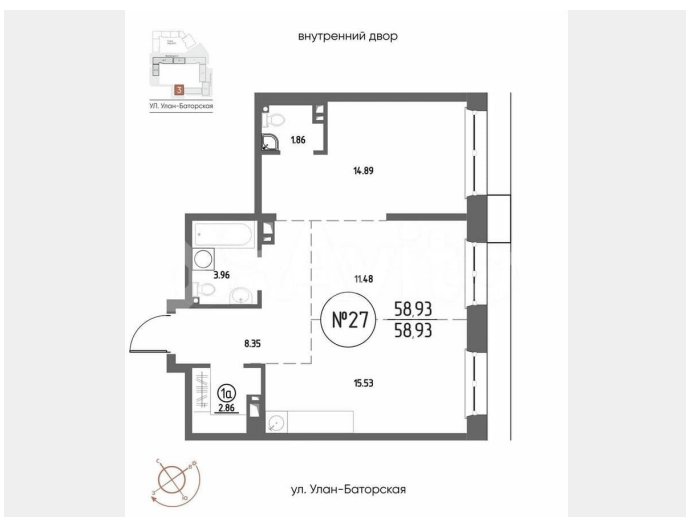 внутренний двор
3
УЛ. Улан-Баторская
1.86
14.89
3.96
11.48
№27
58,93
58,93
8.35
15.53
1а
2.86
С
В
З
Ю
ул. Улан-Баторская